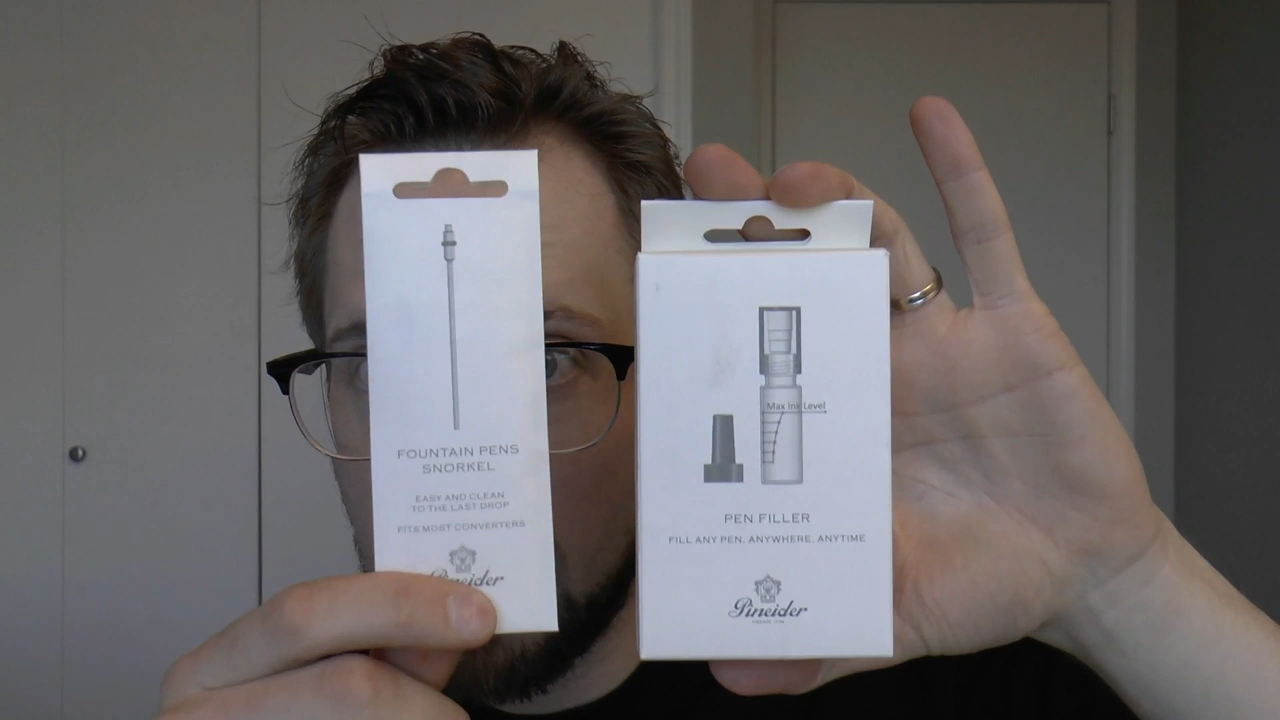 FOUNTAIN PENS
SNORKEL
EASY AND CLEAN
TO THE LAST DROP
FITS MOST CONVERTERS
Pineider
Max Ink Level
PEN FILLER
FILL ANY PEN, ANYWHERE, ANYTIME
Pineider